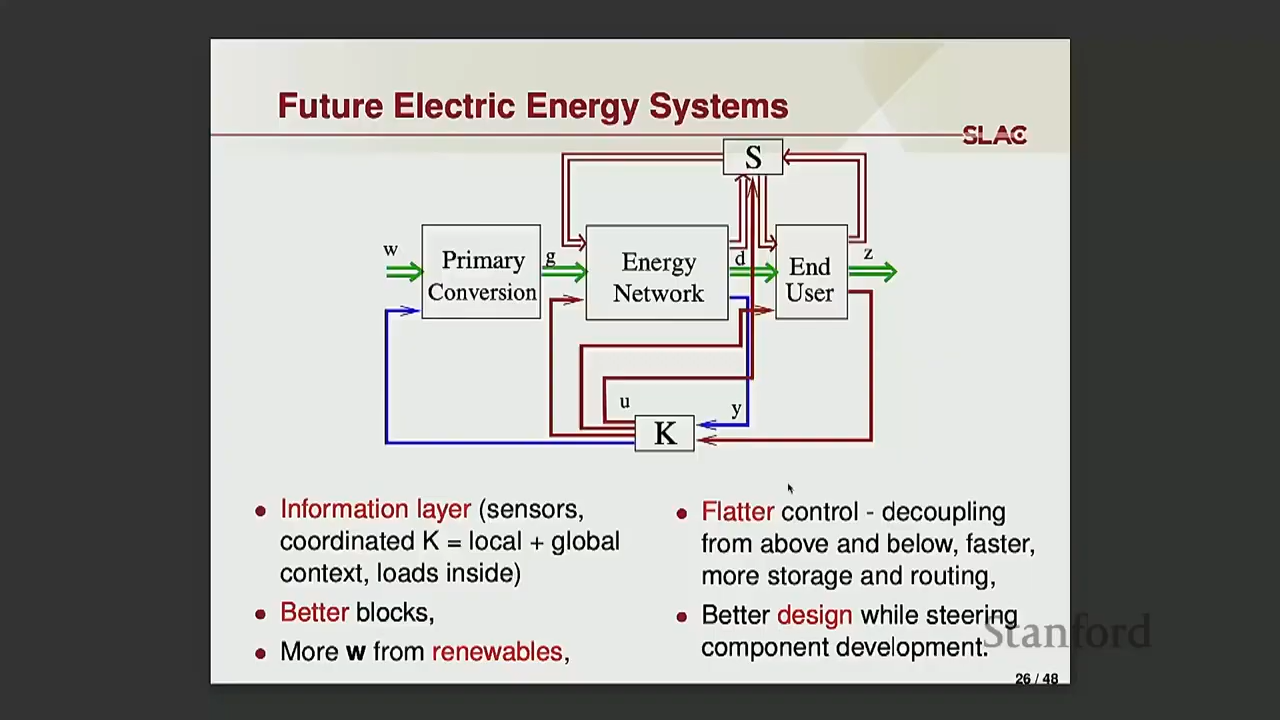 Future Electric Energy Systems
SLAC
S
w
Primary
Conversion
g
Energy
Network
d
End
User
z
u
y
K
• Information layer (sensors,
coordinated K = local + global
context, loads inside)
• Better blocks,
• More w from renewables,
• Flatter control - decoupling
from above and below, faster,
more storage and routing,
• Better design while steering
component development.
Stanford
26 / 48